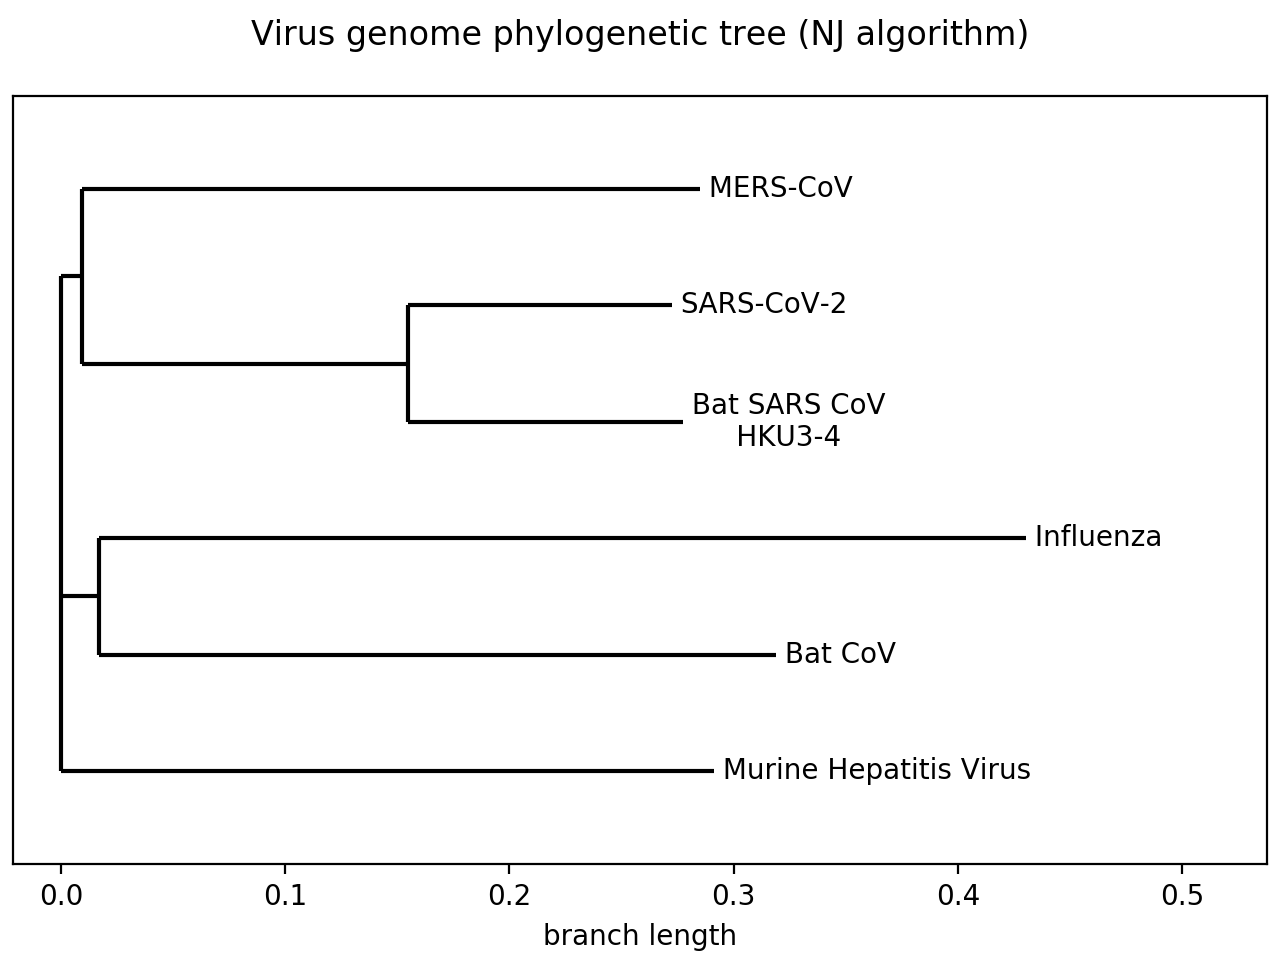 Virus genome phylogenetic tree (NJ algorithm)
MERS-CoV
SARS-CoV-2
Bat SARS CoV
HKU3-4
Influenza
Bat CoV
Murine Hepatitis Virus
0.0 0.1 0.2 0.3 0.4 0.5
branch length